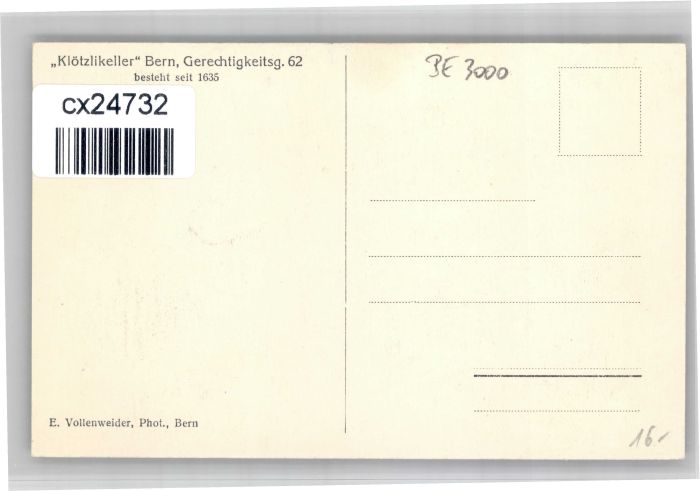 „Klötzlikeller“ Bern, Gerechtigkeitsg. 62
besteht seit 1635
cx24732
BE 3000
E. Vollenweider, Phot., Bern
16.-